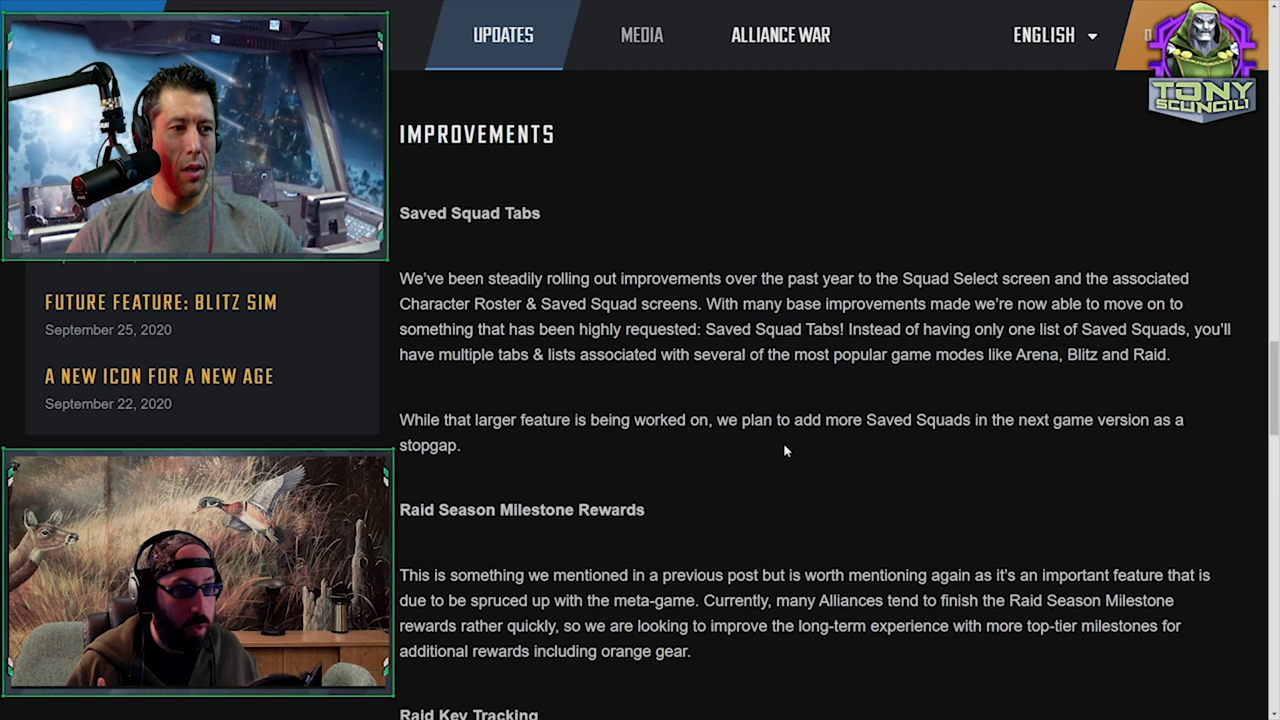 UPDATES
MEDIA
ALLIANCE WAR
ENGLISH
TONY
SCUNGILI
IMPROVEMENTS
Saved Squad Tabs
We've been steadily rolling out improvements over the past year to the Squad Select screen and the associated
Character Roster & Saved Squad screens. With many base improvements made we're now able to move on to
something that has been highly requested: Saved Squad Tabs! Instead of having only one list of Saved Squads, you'll
have multiple tabs & lists associated with several of the most popular game modes like Arena, Blitz and Raid.
While that larger feature is being worked on, we plan to add more Saved Squads in the next game version as a
stopgap.
Raid Season Milestone Rewards
This is something we mentioned in a previous post but is worth mentioning again as it's an important feature that is
due to be spruced up with the meta-game. Currently, many Alliances tend to finish the Raid Season Milestone
rewards rather quickly, so we are looking to improve the long-term experience with more top-tier milestones for
additional rewards including orange gear.
Raid Key Tracking
FUTURE FEATURE: BLITZ SIM
September 25, 2020
A NEW ICON FOR A NEW AGE
September 22, 2020